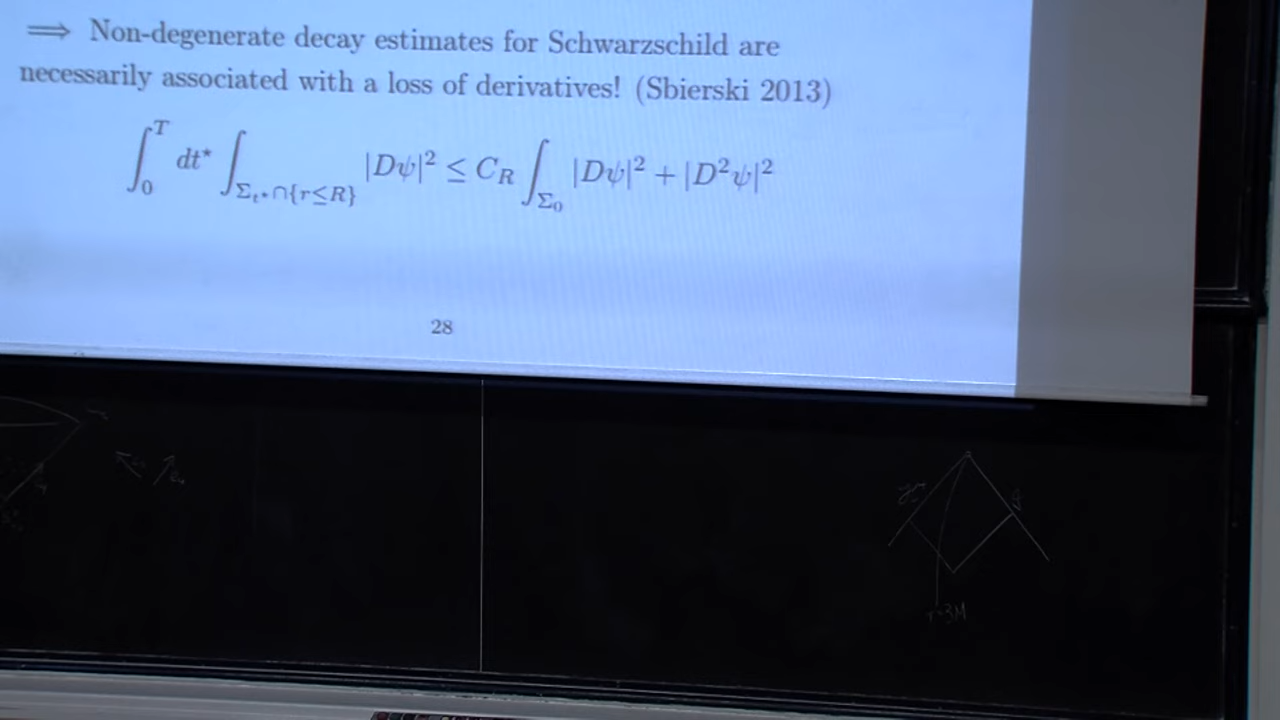 ⟹ Non-degenerate decay estimates for Schwarzschild are
necessarily associated with a loss of derivatives! (Sbierski 2013)
∫_0^T dt* ∫_{Σ_{t*}∩{r≤R}} |Dψ|² ≤ C_R ∫_{Σ_0} |Dψ|² + |D²ψ|²
28
r=3M